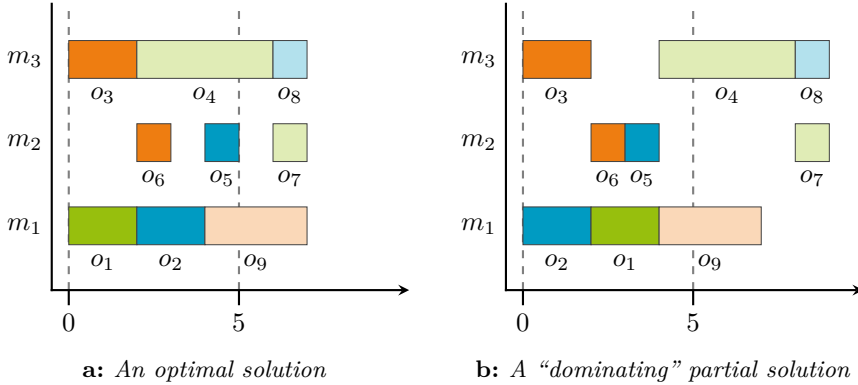 m₃
o₃ o₄ o₈
m₂
o₆ o₅ o₇
m₁
o₁ o₂ o₉
0 5
a: An optimal solution
m₃
o₃ o₄ o₈
m₂
o₆ o₅ o₇
m₁
o₂ o₁ o₉
0 5
b: A “dominating” partial solution